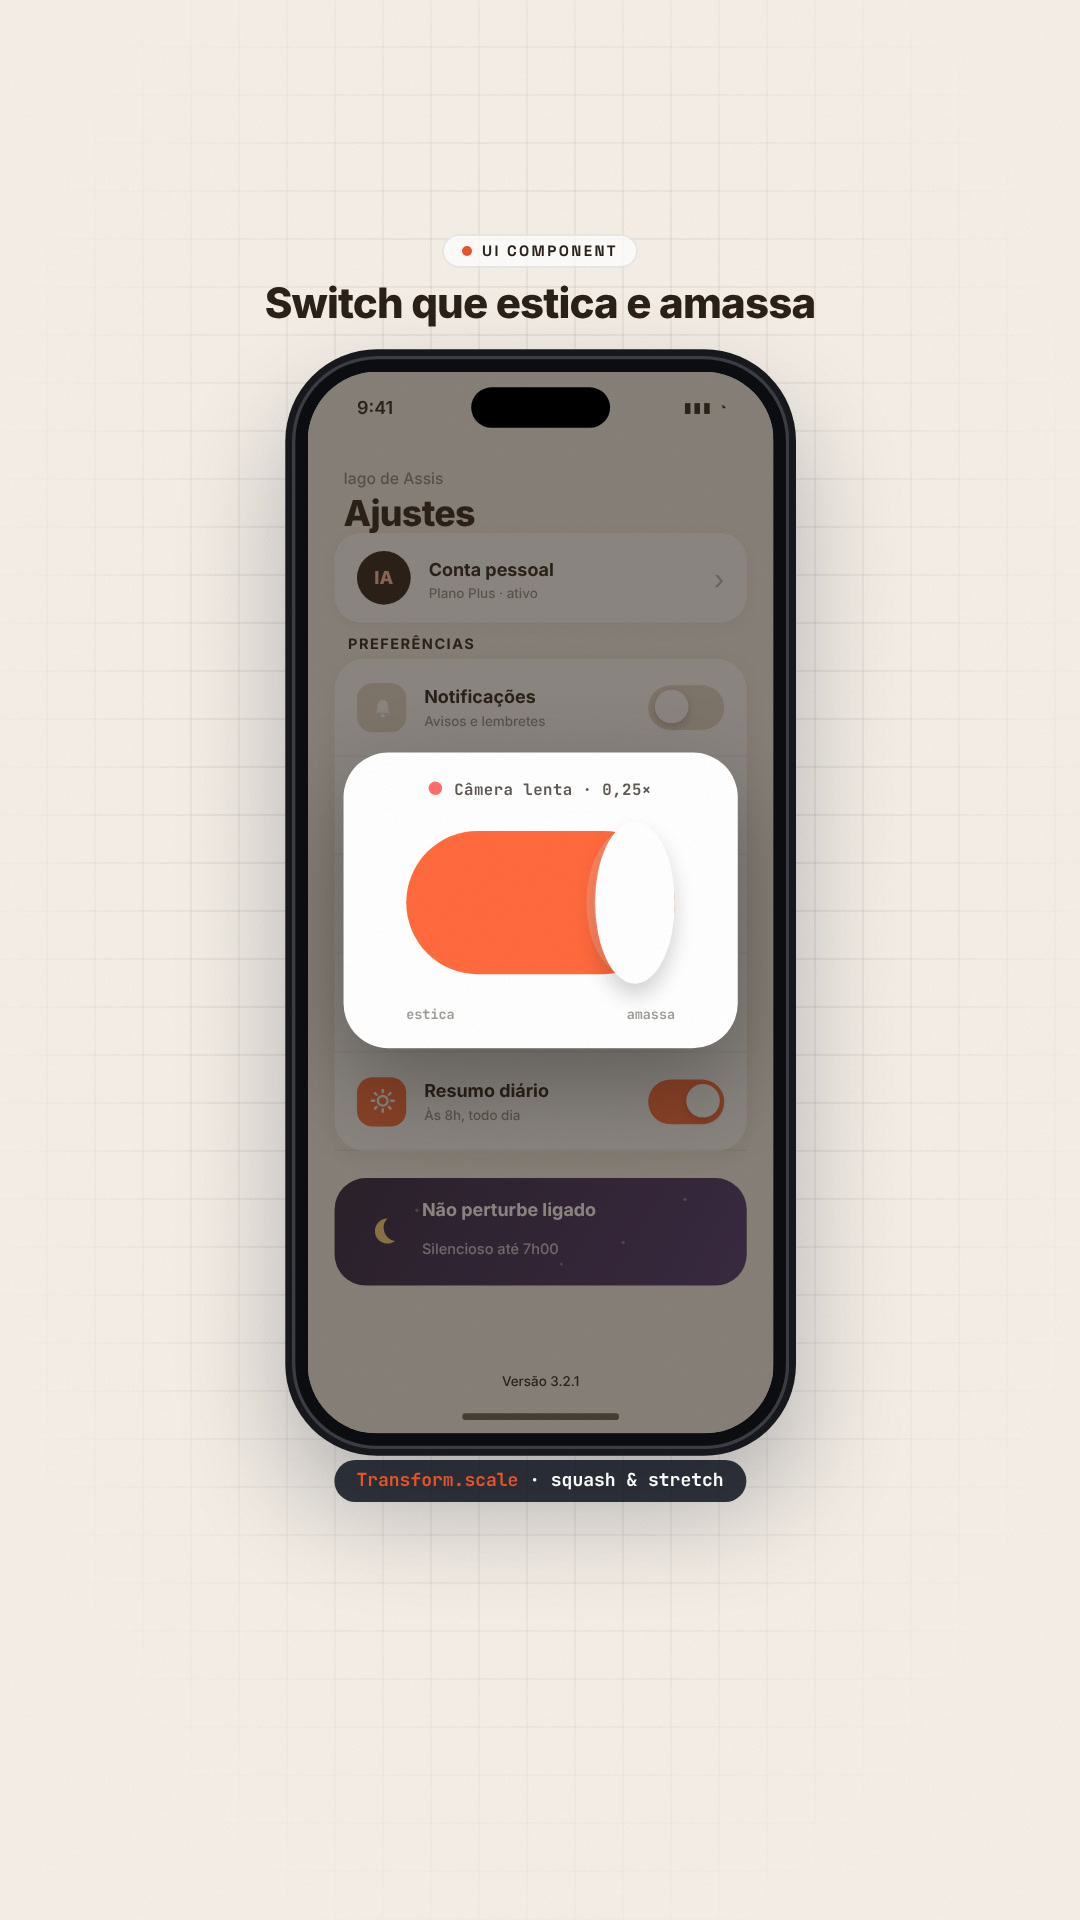 UI COMPONENT
Switch que estica e amassa
9:41
Iago de Assis
Ajustes
IA
Conta pessoal
Plano Plus · ativo
PREFERÊNCIAS
Notificações
Avisos e lembretes
Câmera lenta · 0,25×
estica
amassa
Resumo diário
Às 8h, todo dia
Não perturbe ligado
Silencioso até 7h00
Versão 3.2.1
Transform.scale · squash & stretch